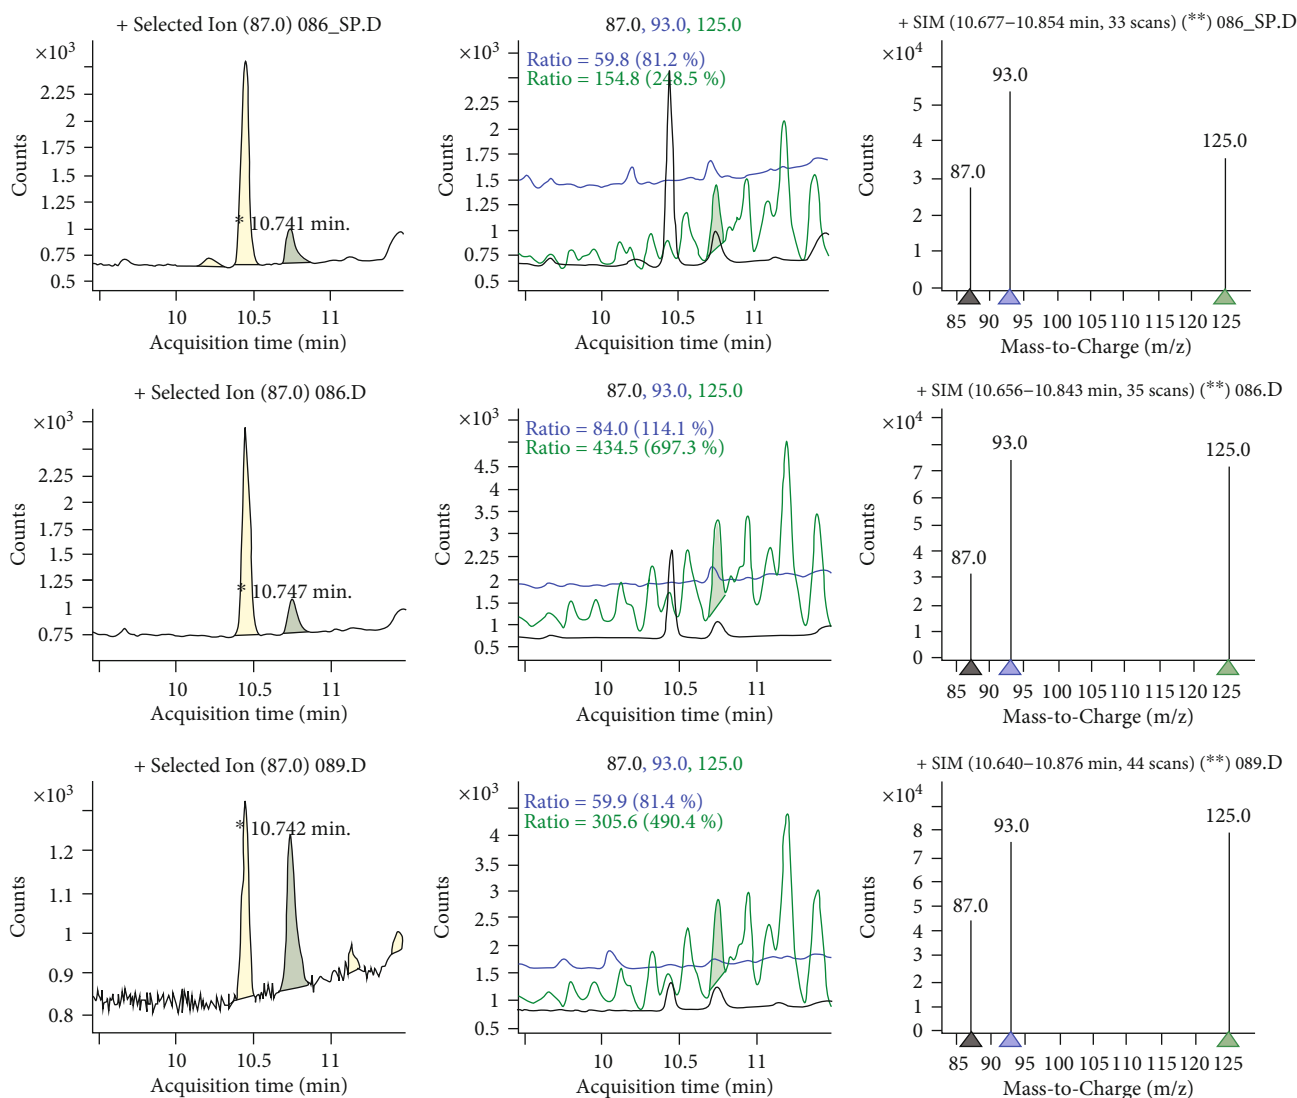 + Selected Ion (87.0) 086_SP.D
×10³
2.25
2
1.75
1.5
1.25
1
0.75
0.5
Counts
* 10.741 min.
10 10.5 11
Acquisition time (min)
87.0, 93.0, 125.0
×10³
Ratio = 59.8 (81.2 %)
Ratio = 154.8 (248.5 %)
2.25
2
1.75
1.5
1.25
1
0.75
0.5
Counts
10 10.5 11
Acquisition time (min)
+ SIM (10.677−10.854 min, 33 scans) (**) 086_SP.D
×10⁴
93.0
125.0
87.0
5
4
3
2
1
0
Counts
85 90 95 100 105 110 115 120 125
Mass-to-Charge (m/z)
+ Selected Ion (87.0) 086.D
×10³
2.25
2
1.75
1.5
1.25
1
0.75
Counts
* 10.747 min.
10 10.5 11
Acquisition time (min)
87.0, 93.0, 125.0
×10³
Ratio = 84.0 (114.1 %)
Ratio = 434.5 (697.3 %)
4.5
4
3.5
3
2.25
2
1.5
1
0.5
Counts
10 10.5 11
Acquisition time (min)
+ SIM (10.656−10.843 min, 35 scans) (**) 086.D
×10⁴
93.0
125.0
87.0
7
6
5
4
3
2
1
0
Counts
85 90 95 100 105 110 115 120 125
Mass-to-Charge (m/z)
+ Selected Ion (87.0) 089.D
×10³
1.2
1.1
1
0.9
0.8
Counts
* 10.742 min.
10 10.5 11
Acquisition time (min)
87.0, 93.0, 125.0
×10³
Ratio = 59.9 (81.4 %)
Ratio = 305.6 (490.4 %)
4
3.5
3
2.5
2
1.5
1
0.5
Counts
10 10.5 11
Acquisition time (min)
+ SIM (10.640−10.876 min, 44 scans) (**) 089.D
×10⁴
93.0
125.0
87.0
8
7
6
5
4
3
2
1
0
Counts
85 90 95 100 105 110 115 120 125
Mass-to-Charge (m/z)